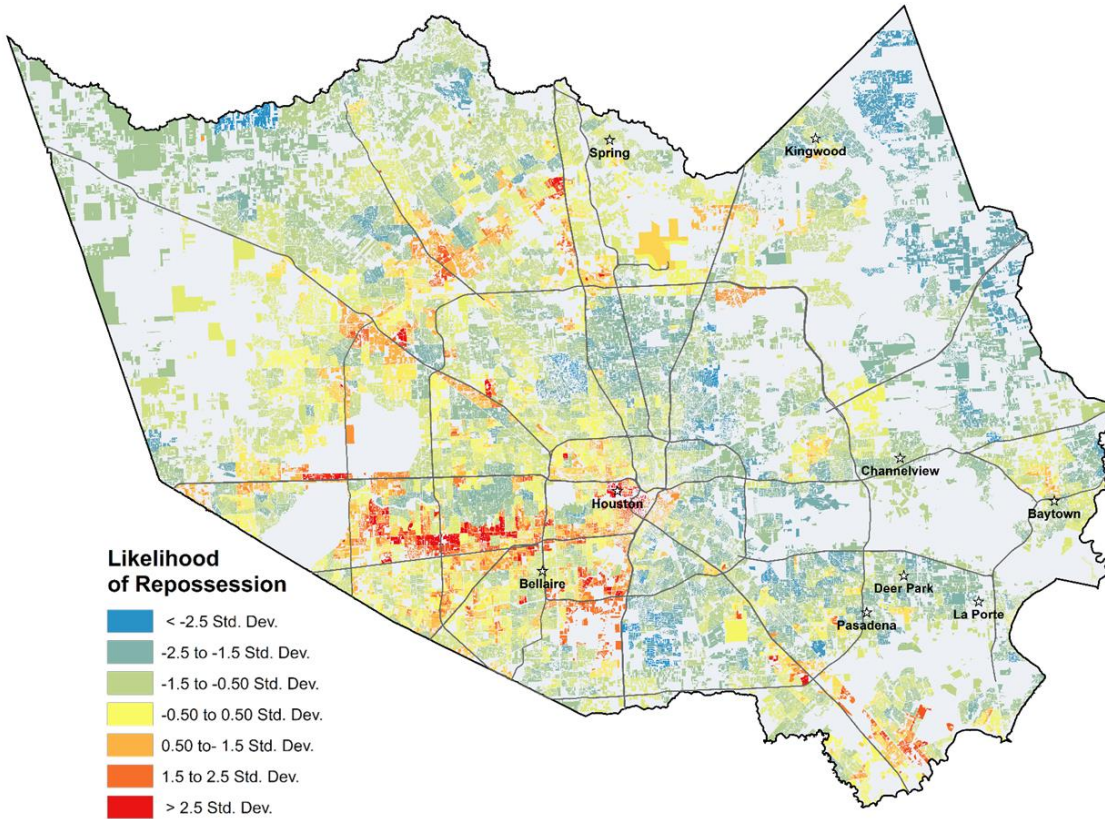 Spring
Kingwood
Channelview
Houston
Baytown
Bellaire
Deer Park
La Porte
Pasadena
Likelihood
of Repossession
< -2.5 Std. Dev.
-2.5 to -1.5 Std. Dev.
-1.5 to -0.50 Std. Dev.
-0.50 to 0.50 Std. Dev.
0.50 to- 1.5 Std. Dev.
1.5 to 2.5 Std. Dev.
> 2.5 Std. Dev.